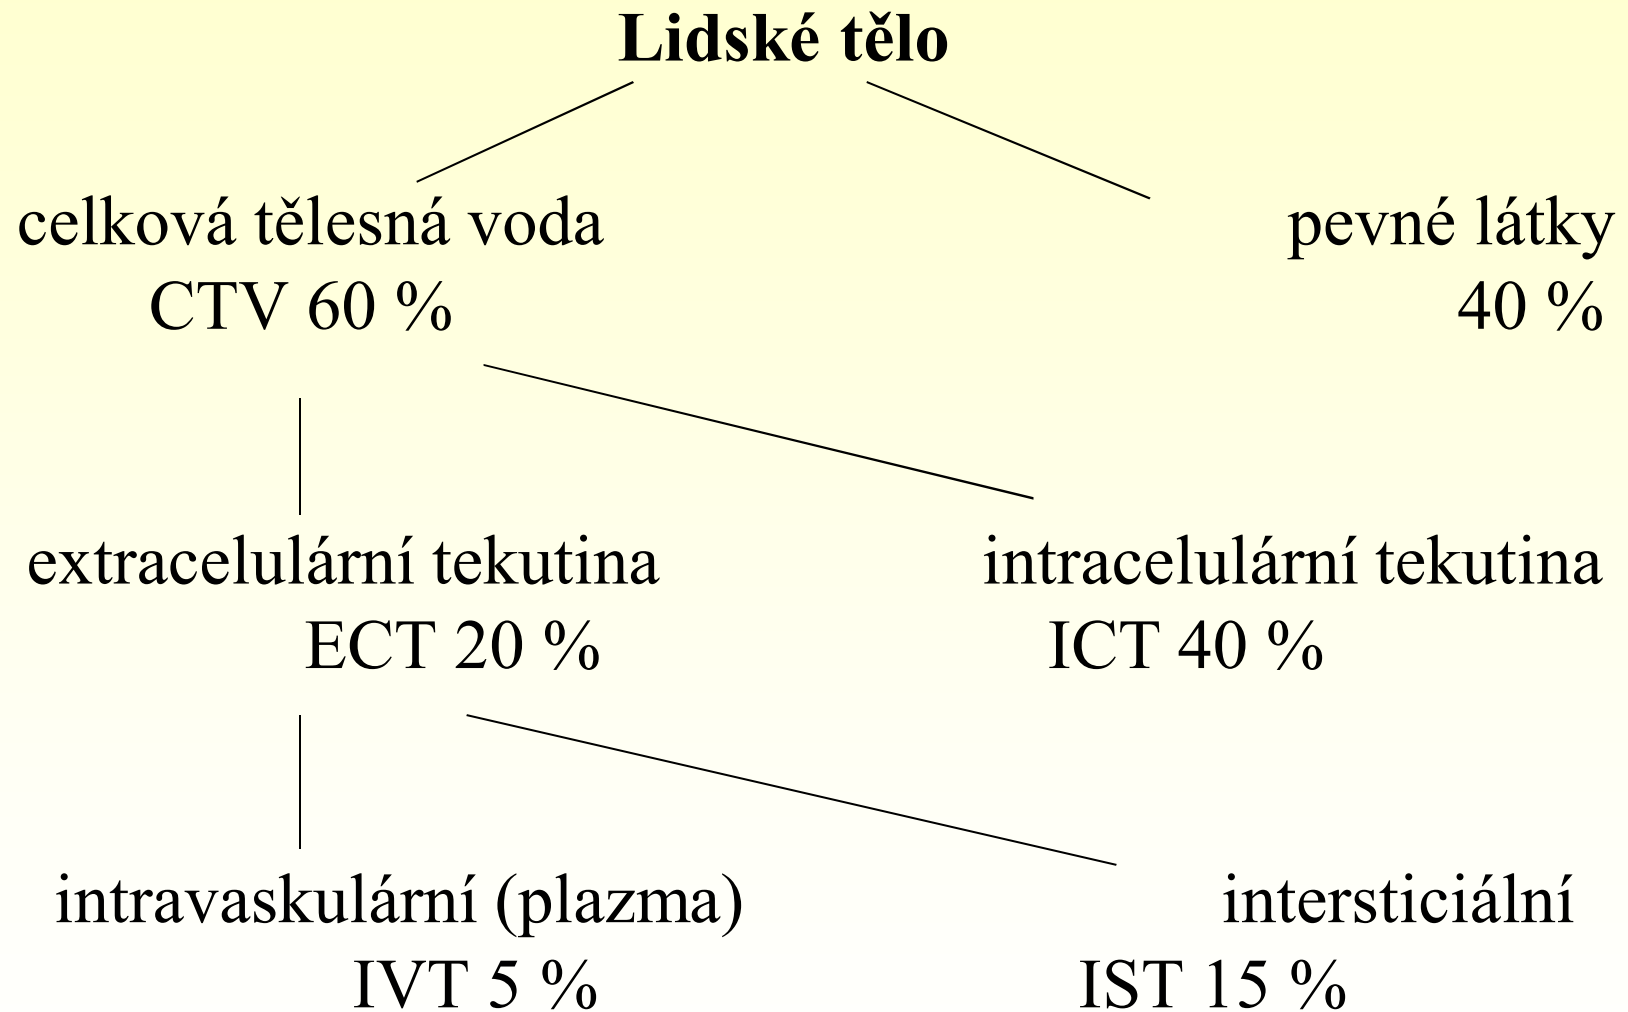 Lidské tělo
celková tělesná voda
CTV 60 %
pevné látky
40 %
extracelulární tekutina
ECT 20 %
intracelulární tekutina
ICT 40 %
intravaskulární (plazma)
IVT 5 %
intersticiální
IST 15 %